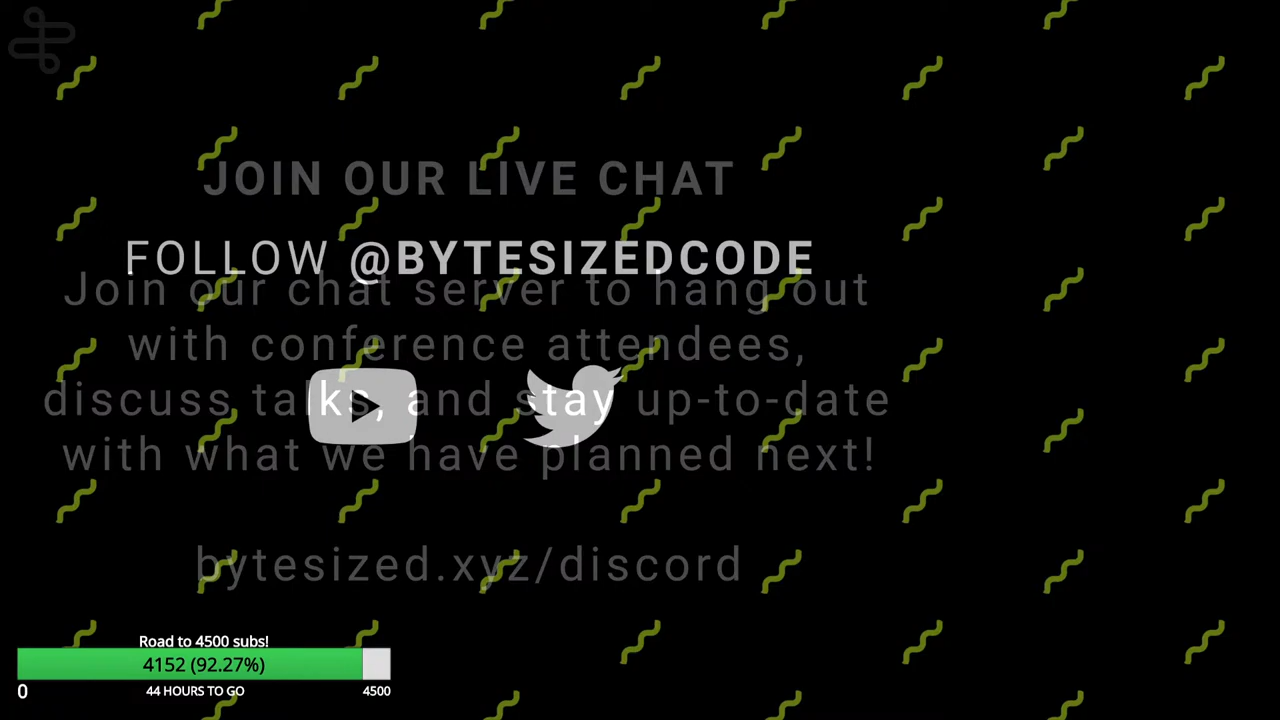 JOIN OUR LIVE CHAT
FOLLOW @BYTESIZEDCODE
Join our chat server to hang out
with conference attendees,
discuss talks, and stay up-to-date
with what we have planned next!
bytesized.xyz/discord
Road to 4500 subs!
4152 (92.27%)
0 44 HOURS TO GO 4500